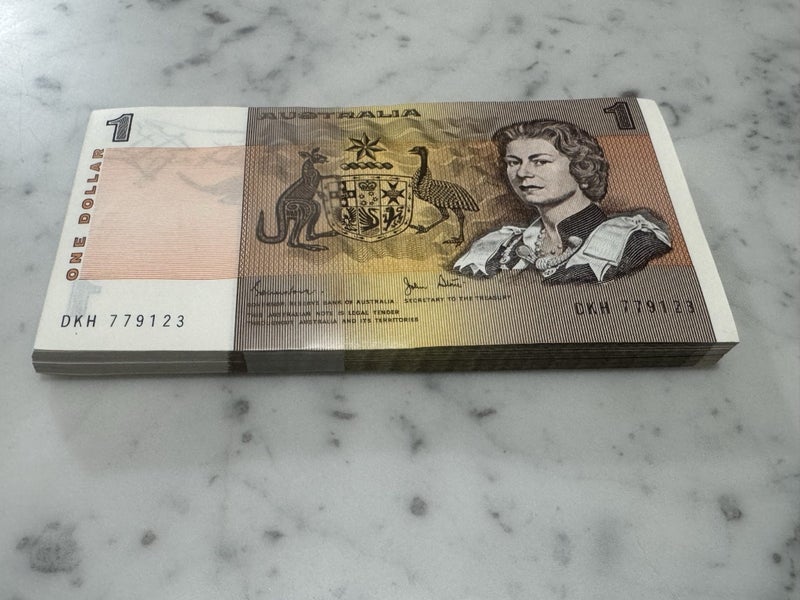 1
AUSTRALIA
1
ONE DOLLAR
GOVERNOR RESERVE BANK OF AUSTRALIA
SECRETARY TO THE TREASURY
THIS AUSTRALIAN NOTE IS LEGAL TENDER
THROUGHOUT AUSTRALIA AND ITS TERRITORIES
DKH 779123
DKH 779123